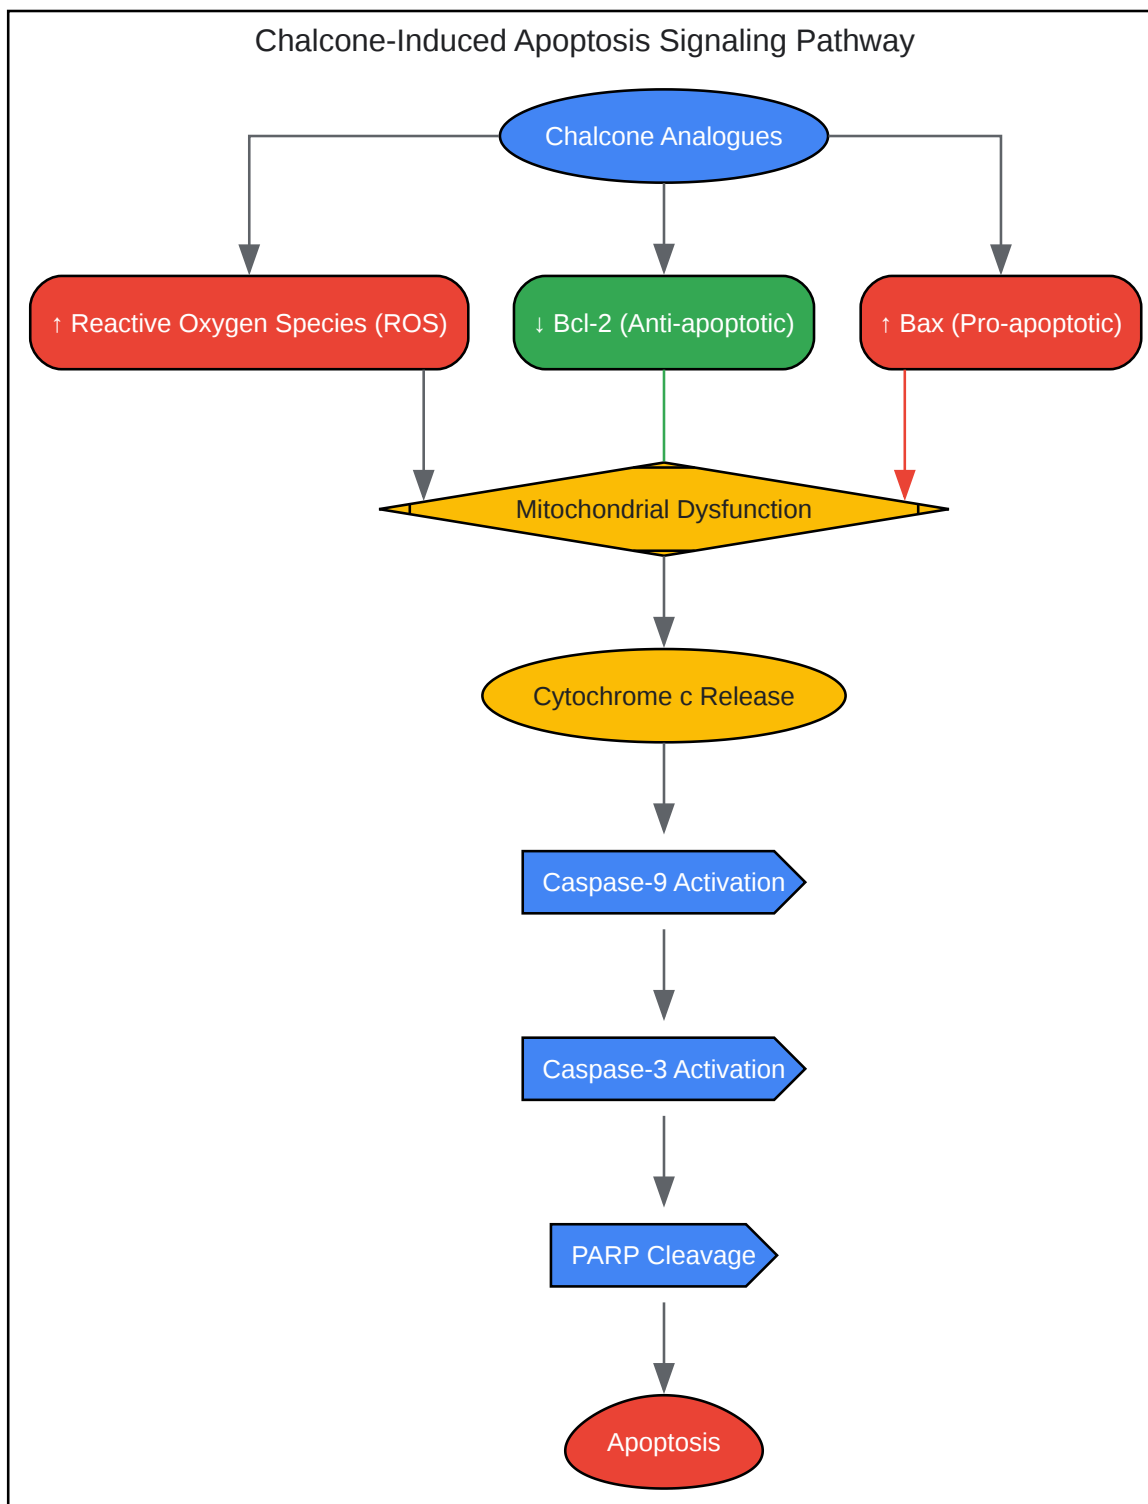 Chalcone-Induced Apoptosis Signaling Pathway
Chalcone Analogues
↑ Reactive Oxygen Species (ROS)
↓ Bcl-2 (Anti-apoptotic)
↑ Bax (Pro-apoptotic)
Mitochondrial Dysfunction
Cytochrome c Release
Caspase-9 Activation
Caspase-3 Activation
PARP Cleavage
Apoptosis